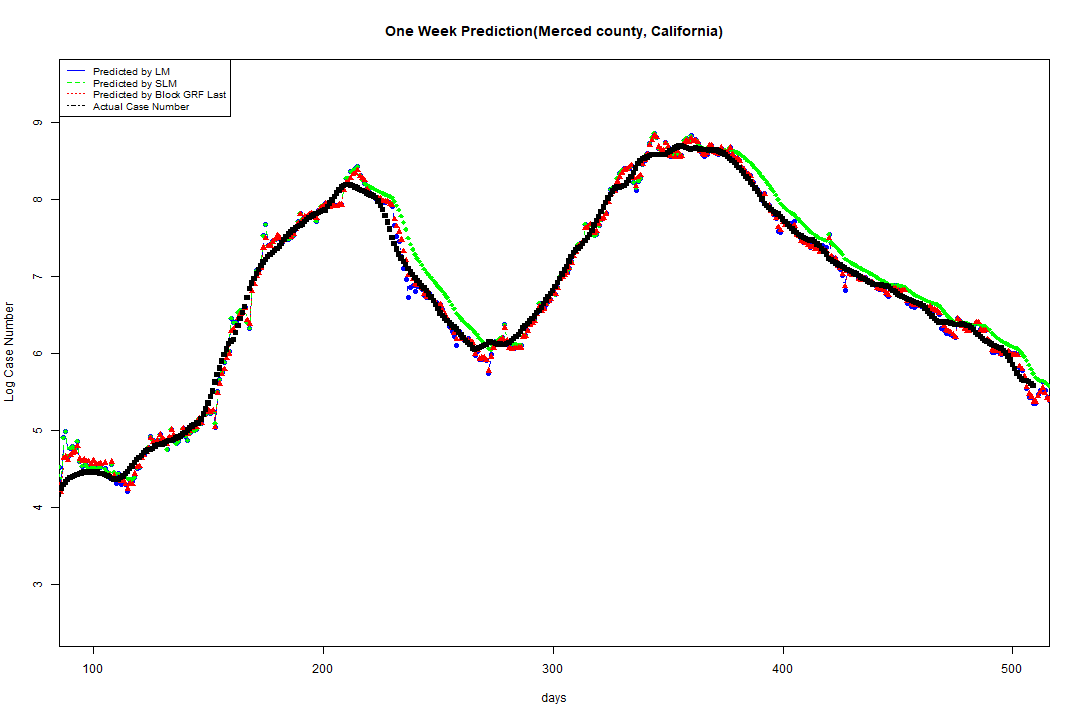 One Week Prediction(Merced county, California)
Predicted by LM
Predicted by SLM
Predicted by Block GRF Last
Actual Case Number
9
8
7
6
5
4
3
Log Case Number
100 200 300 400 500
days